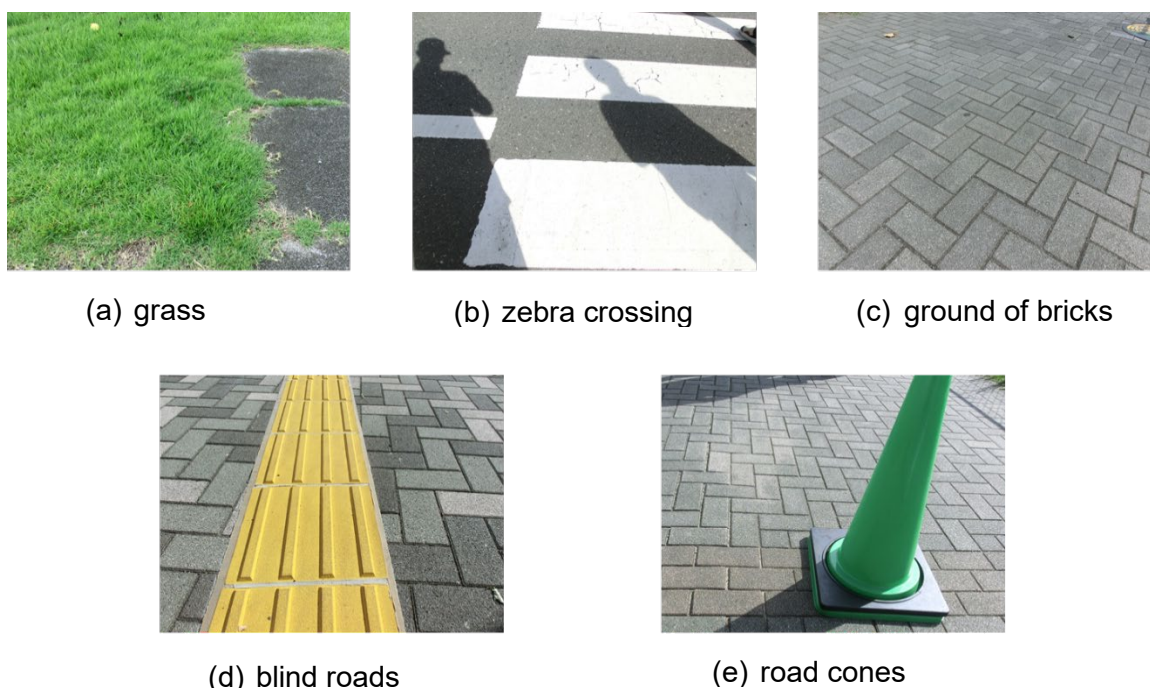 (a) grass
(b) zebra crossing
(c) ground of bricks
(d) blind roads
(e) road cones